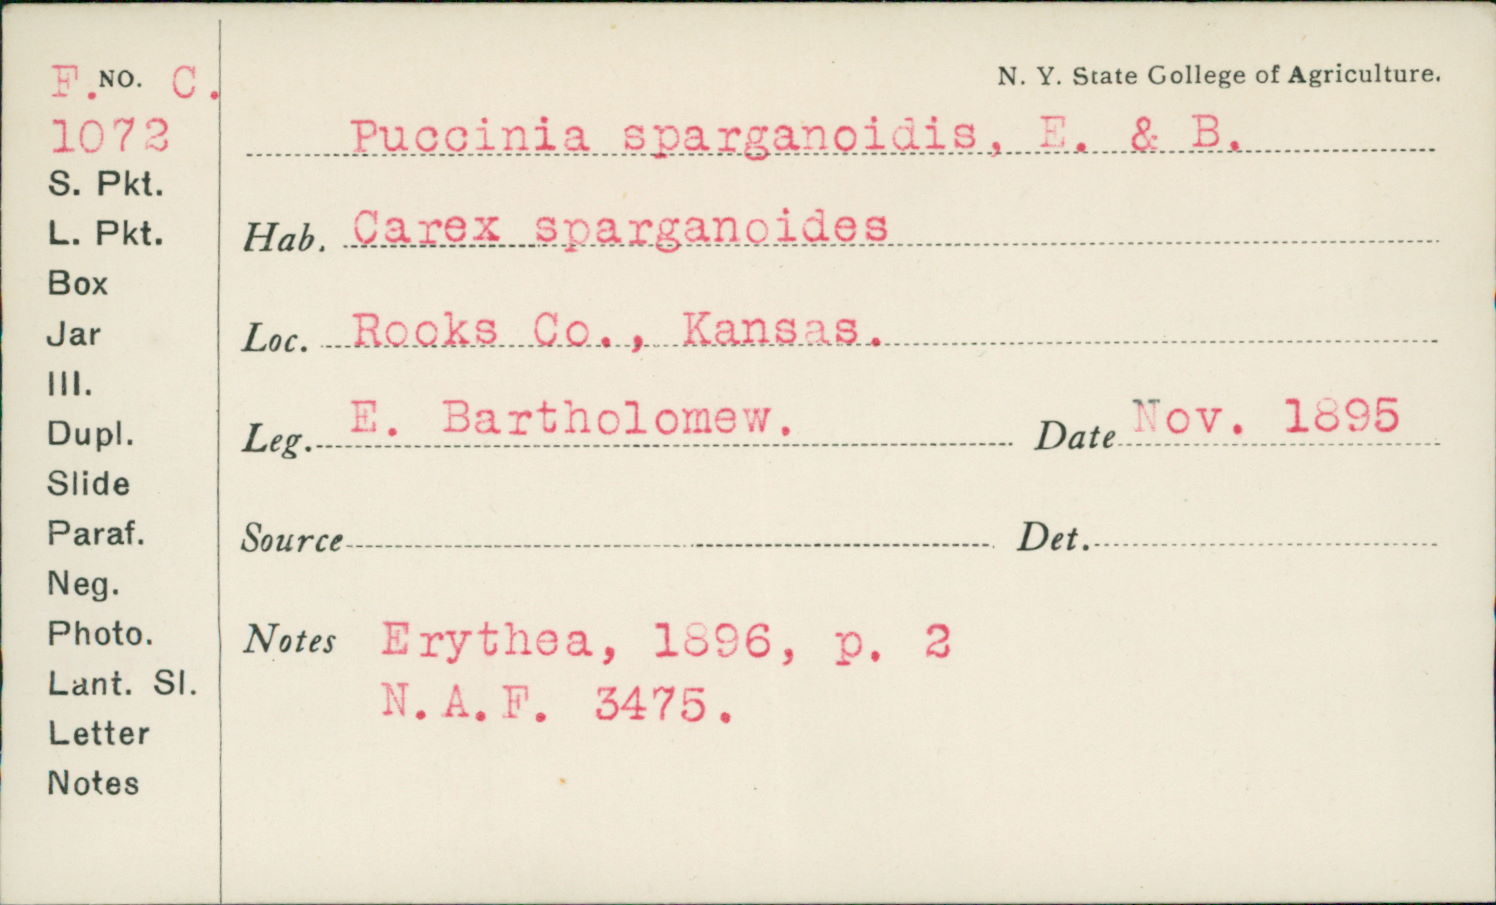 F. NO. C.
1072
S. Pkt.
L. Pkt.
Box
Jar
Ill.
Dupl.
Slide
Paraf.
Neg.
Photo.
Lant. Sl.
Letter
Notes
N. Y. State College of Agriculture.
Puccinia sparganoidis, E. & B.
Hab. Carex sparganoides
Loc. Rooks Co., Kansas.
Leg. E. Bartholomew. Date Nov. 1895
Source Det.
Notes Erythea, 1896, p. 2
N.A.F. 3475.